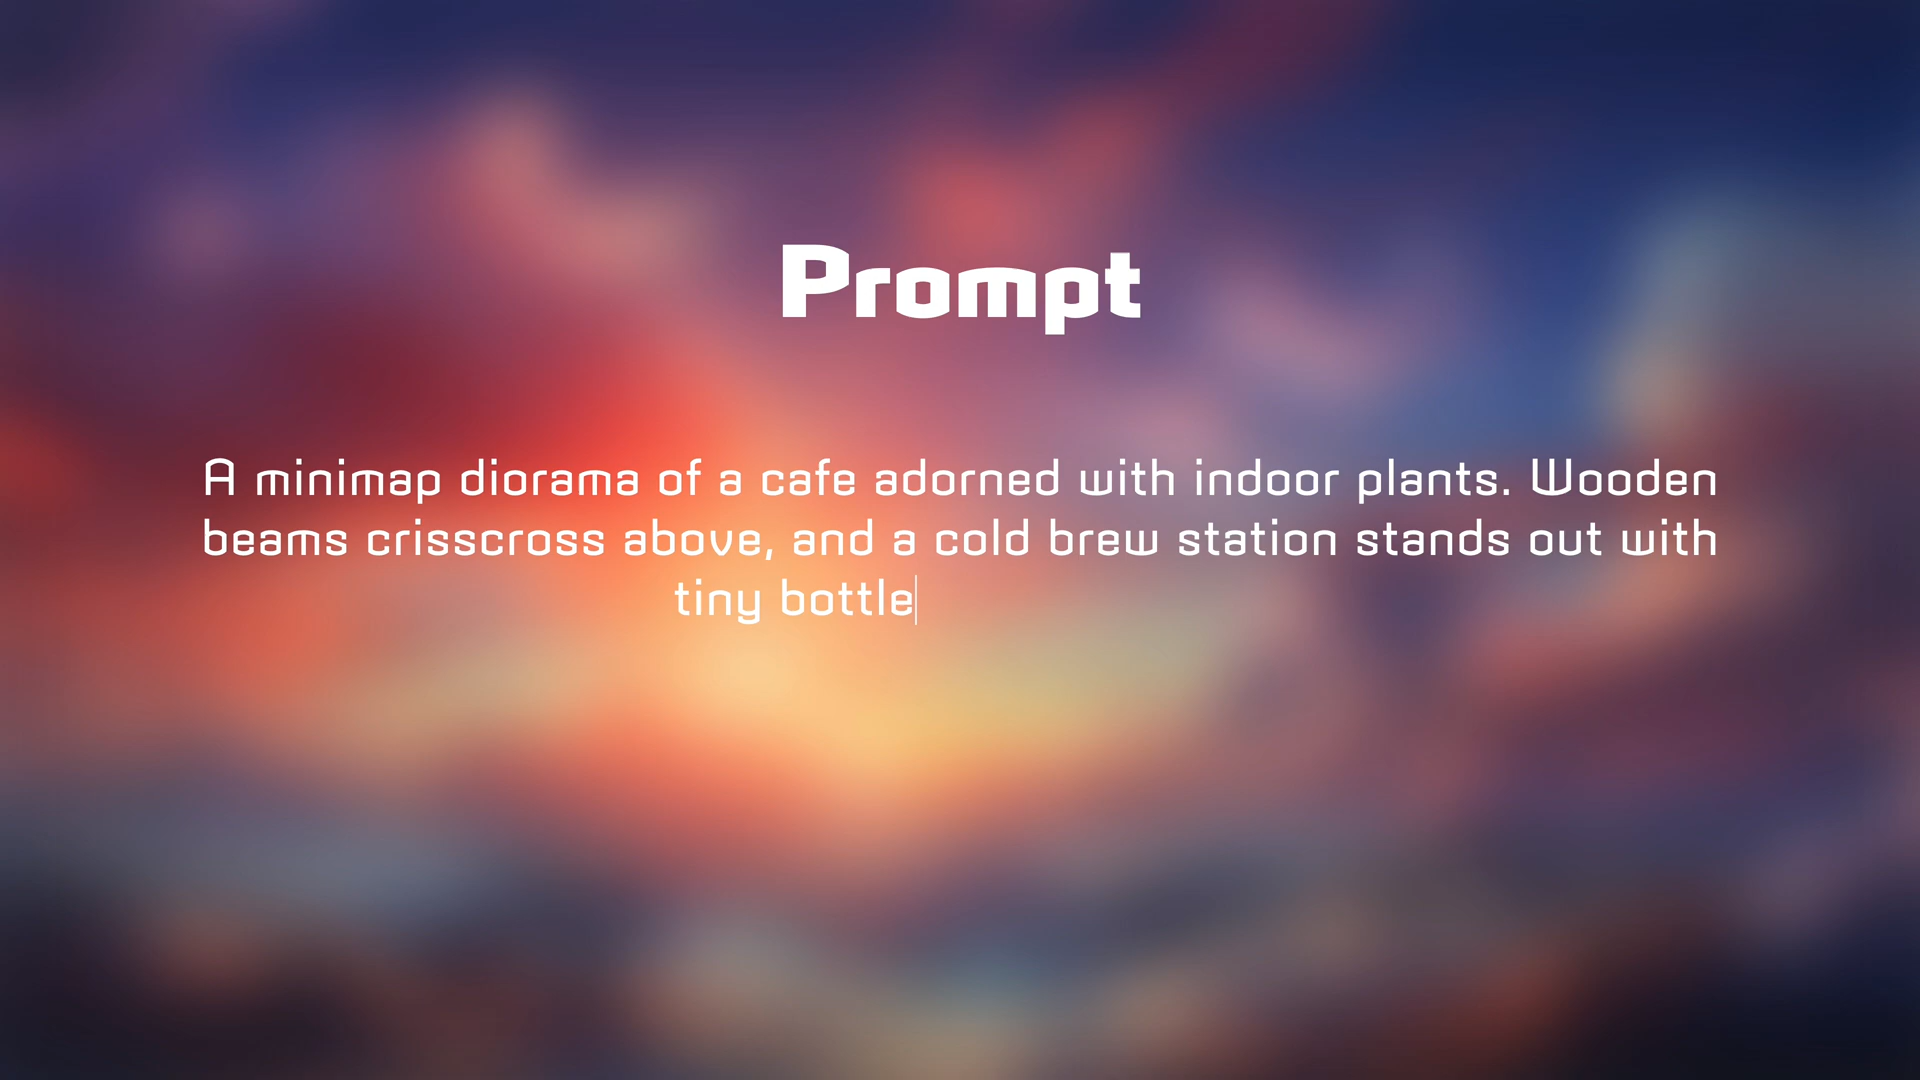 Prompt
A minimap diorama of a cafe adorned with indoor plants. Wooden
beams crisscross above, and a cold brew station stands out with
tiny bottle